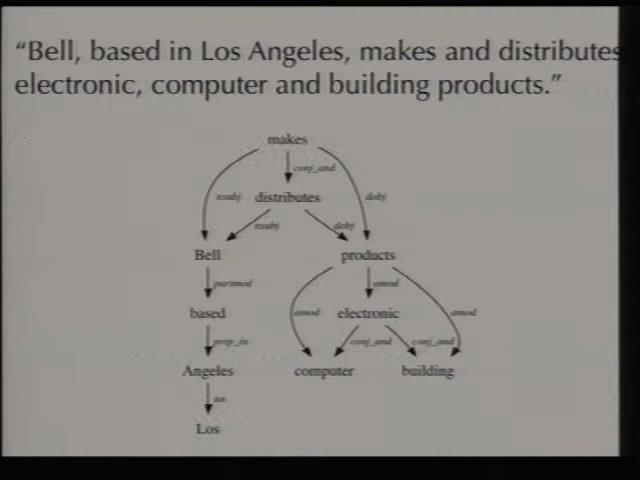 “Bell, based in Los Angeles, makes and distributes
electronic, computer and building products.”
makes
conj_and
nsubj distributes dobj
nsubj dobj
Bell products
partmod amod
based amod electronic amod
prep_in conj_and conj_and
Angeles computer building
nn
Los